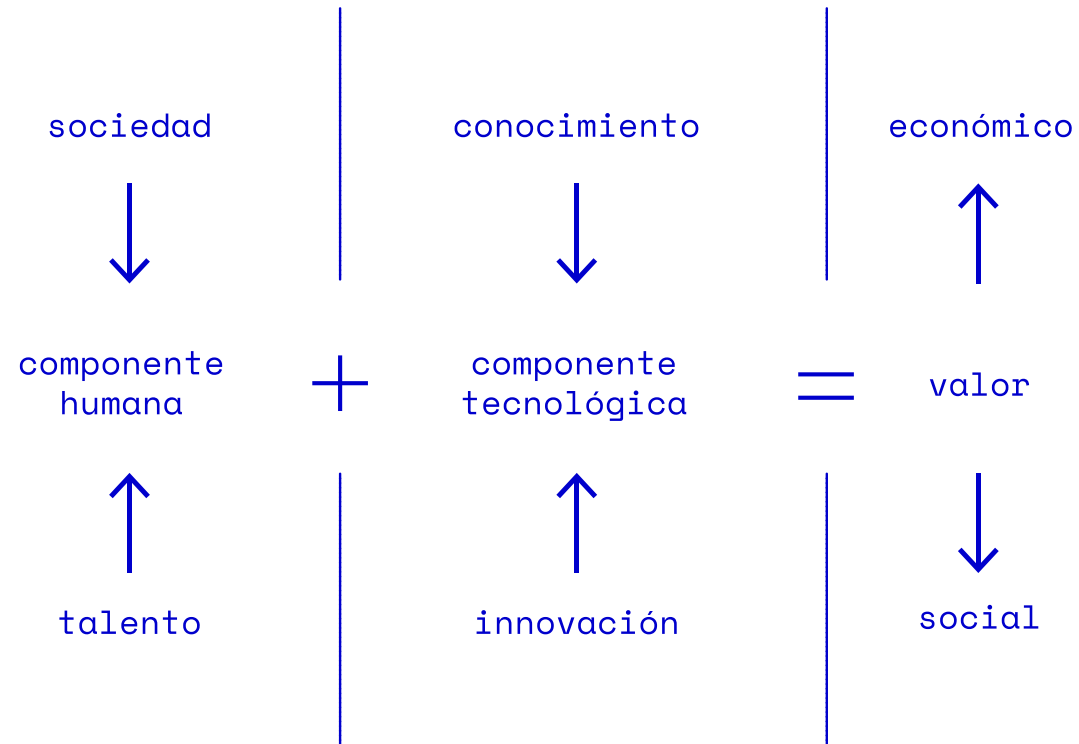 sociedad
conocimiento
económico
componente
humana
+
componente
tecnológica
=
valor
talento
innovación
social